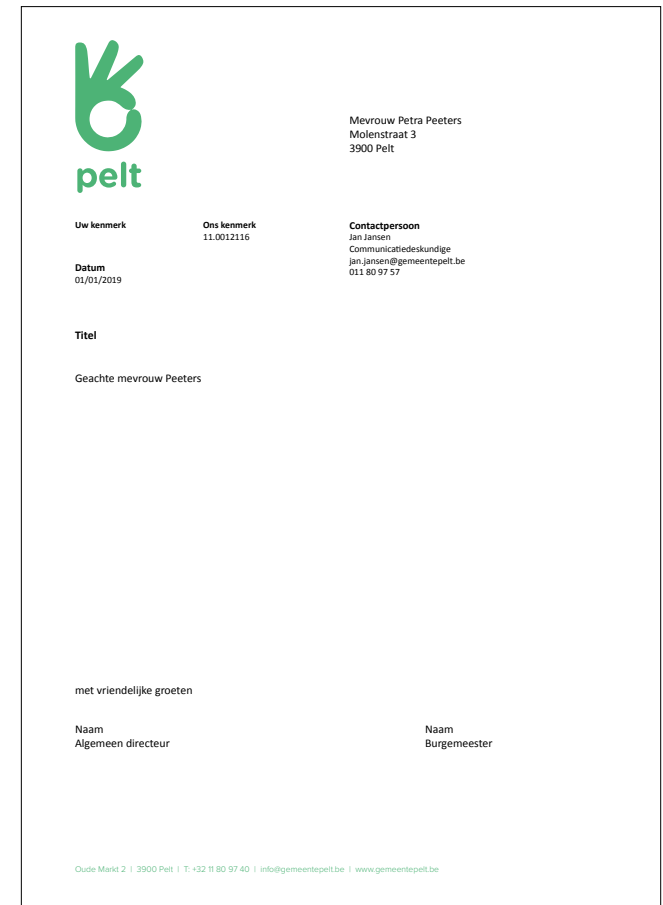 pelt
Mevrouw Petra Peeters
Molenstraat 3
3900 Pelt
Uw kenmerk
Ons kenmerk
11.0012116
Contactpersoon
Jan Jansen
Communicatiedeskundige
jan.jansen@gemeentepelt.be
011 80 97 57
Datum
01/01/2019
Titel
Geachte mevrouw Peeters
met vriendelijke groeten
Naam
Algemeen directeur
Naam
Burgemeester
Oude Markt 2 | 3900 Pelt | T: +32 11 80 97 40 | info@gemeentepelt.be | www.gemeentepelt.be